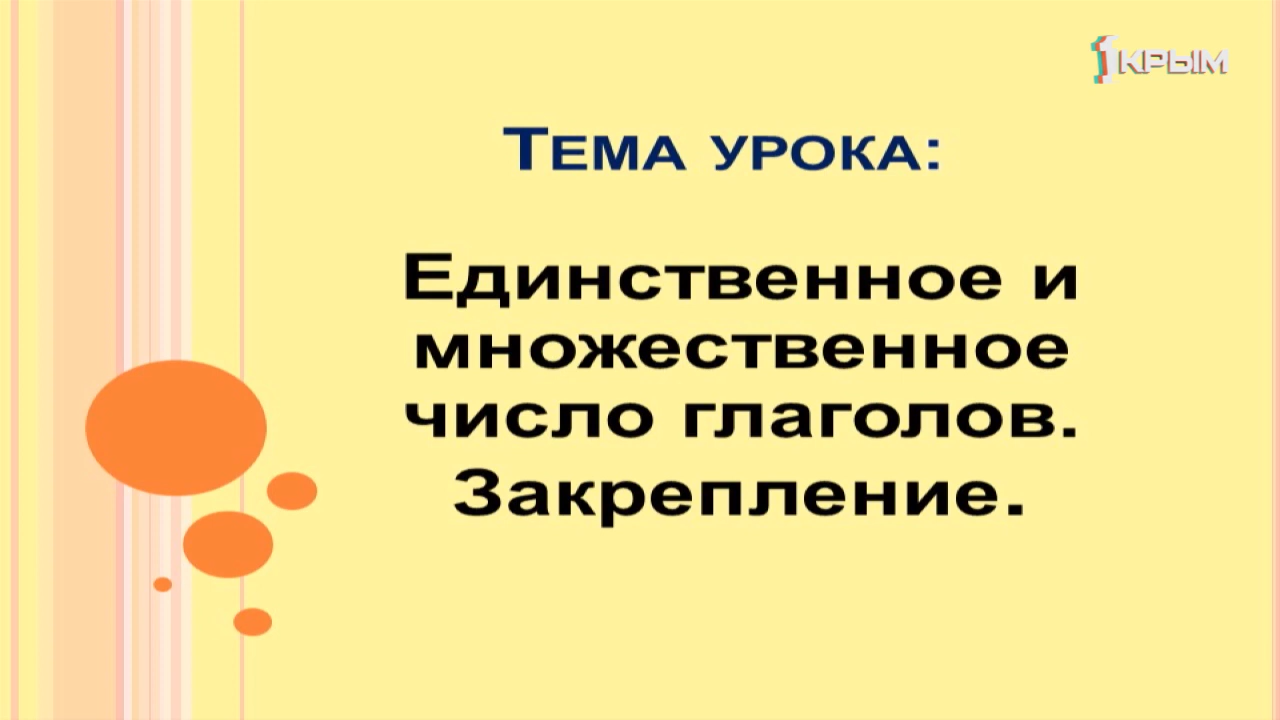 1КРЫМ
Тема урока:
Единственное и
множественное
число глаголов.
Закрепление.